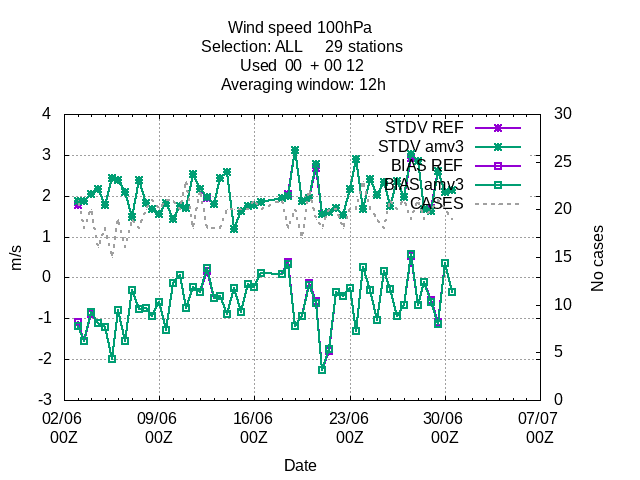 Wind speed 100hPa
Selection: ALL 29 stations
Used 00 + 00 12
Averaging window: 12h
4 30
STDV REF
STDV amv3
3 25
BIAS REF
BIAS amv3
2 20
CASES
1 15
m/s
No cases
0
-1 10
-2 5
-3 0
02/06 09/06 16/06 23/06 30/06 07/07
00Z 00Z 00Z 00Z 00Z 00Z
Date